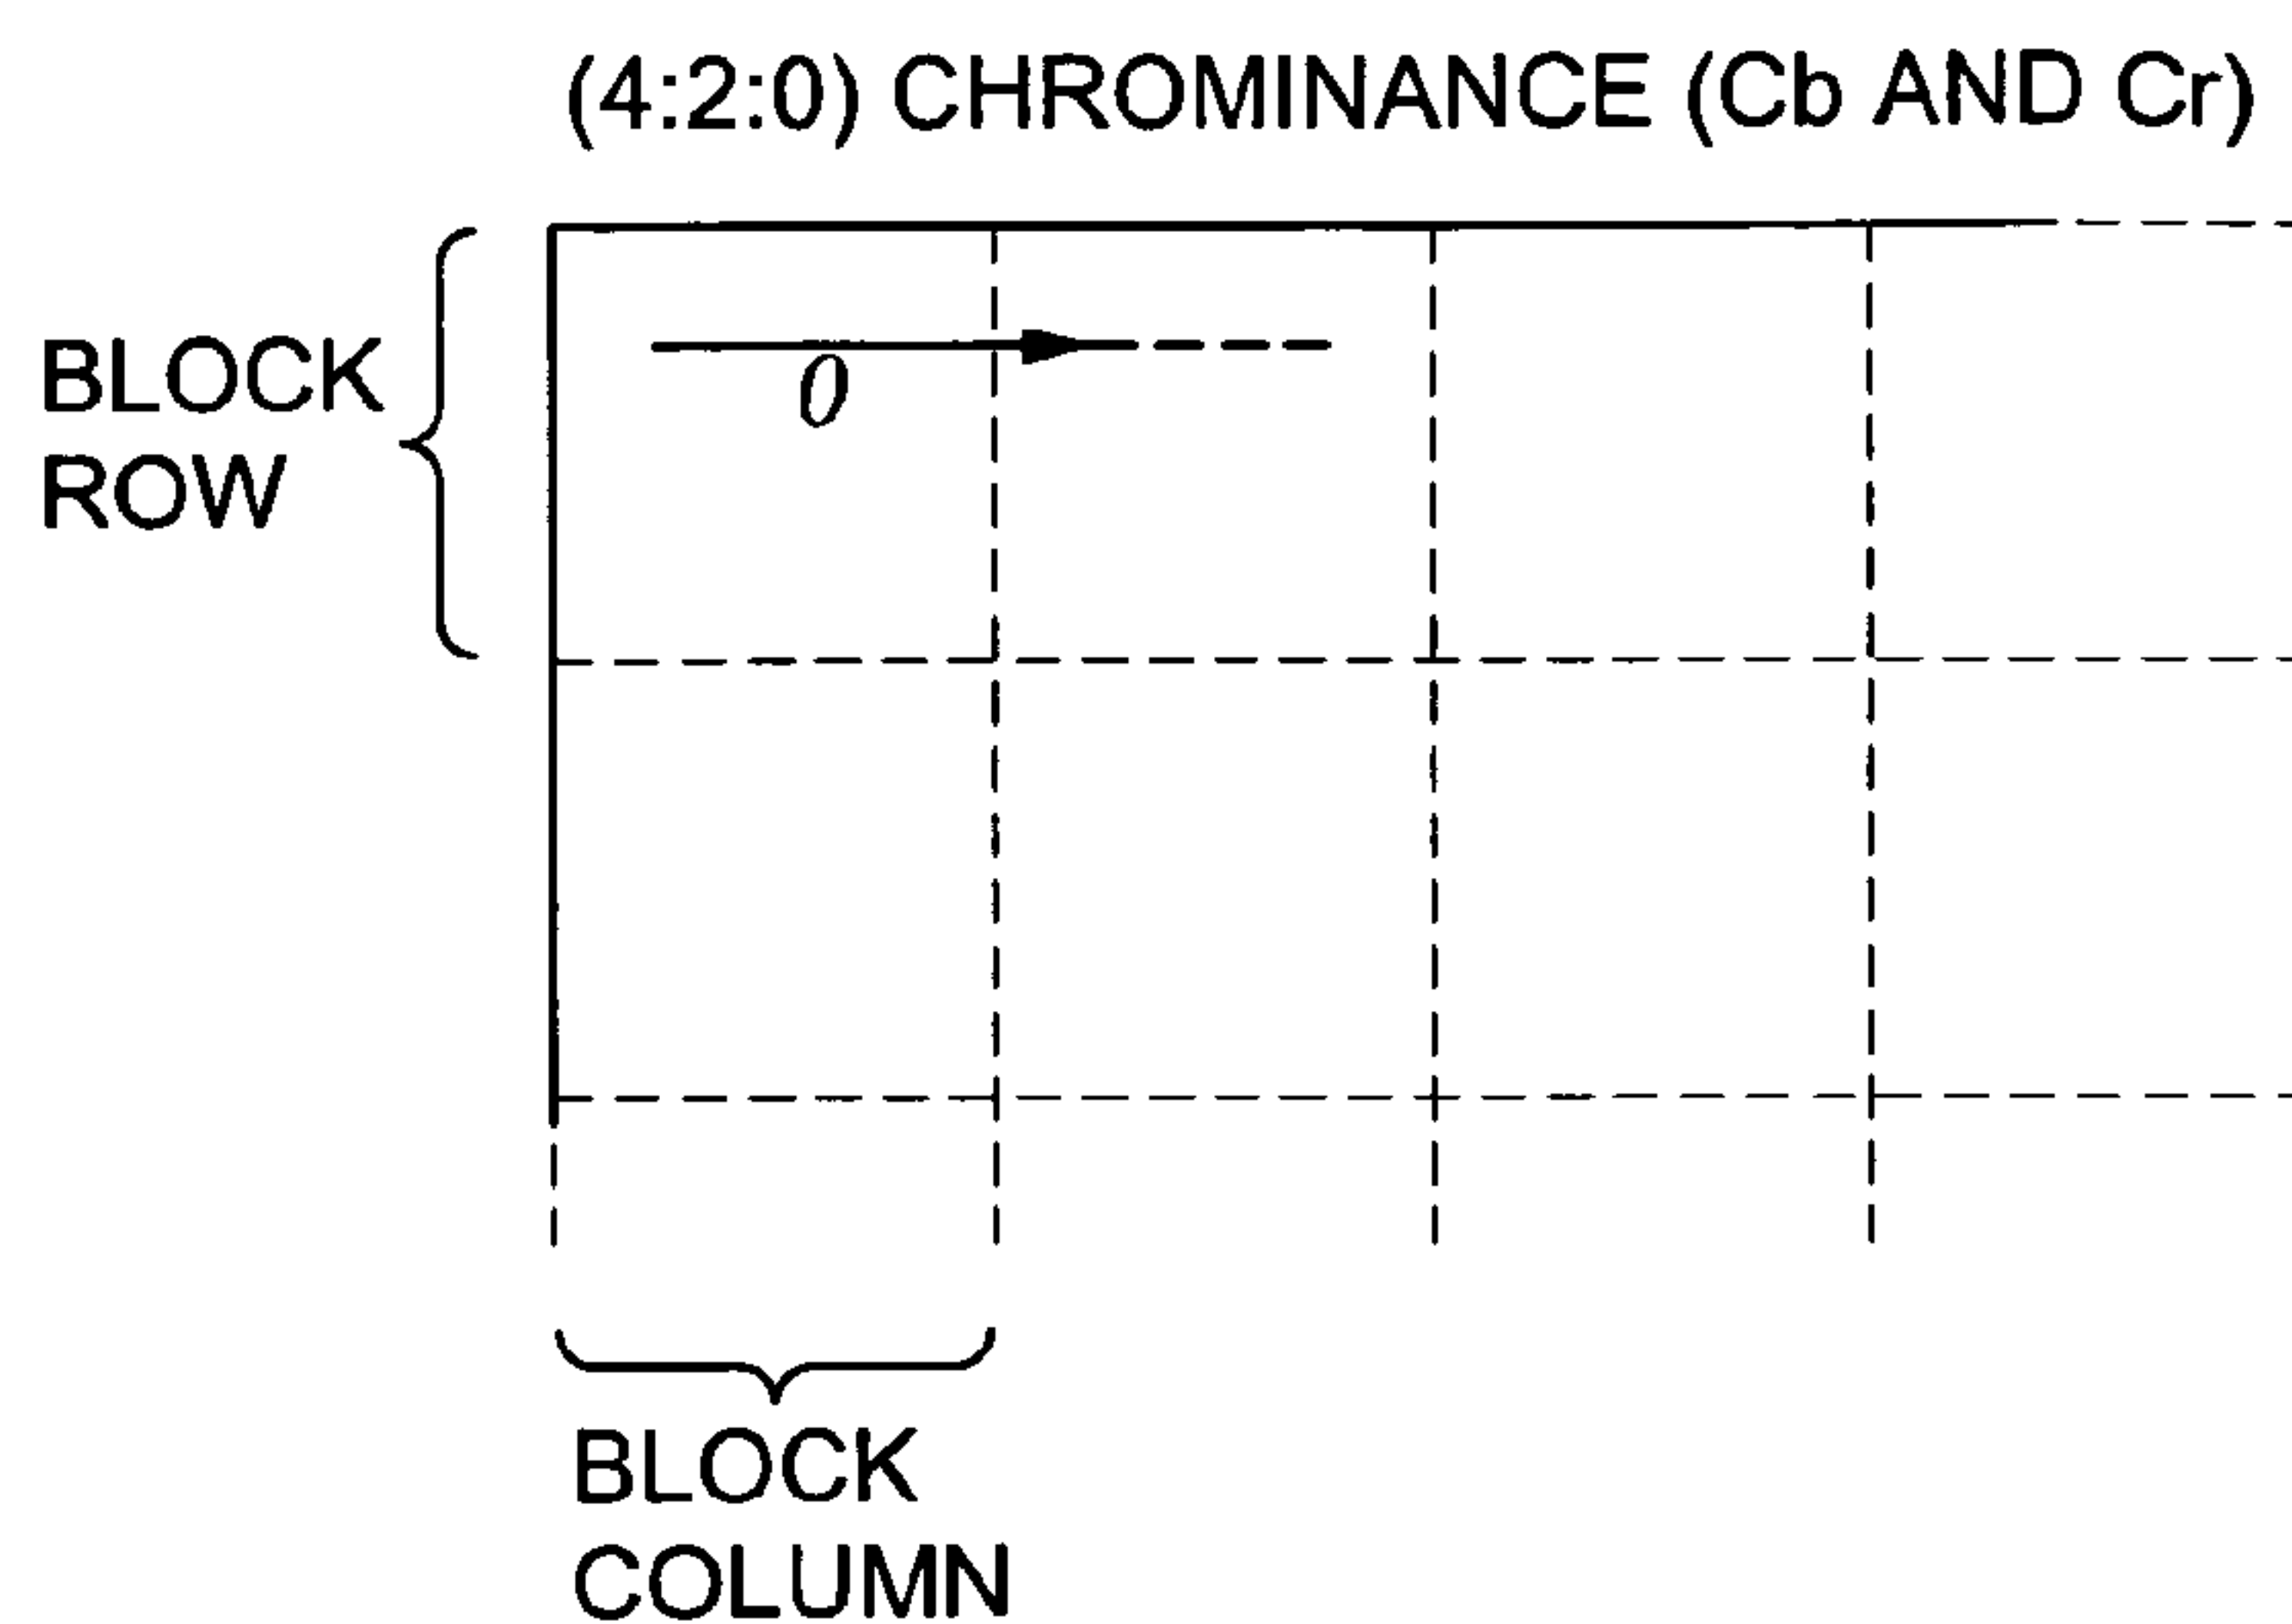 (4:2:0) CHROMINANCE (Cb AND Cr)
BLOCK
ROW
0
BLOCK
COLUMN